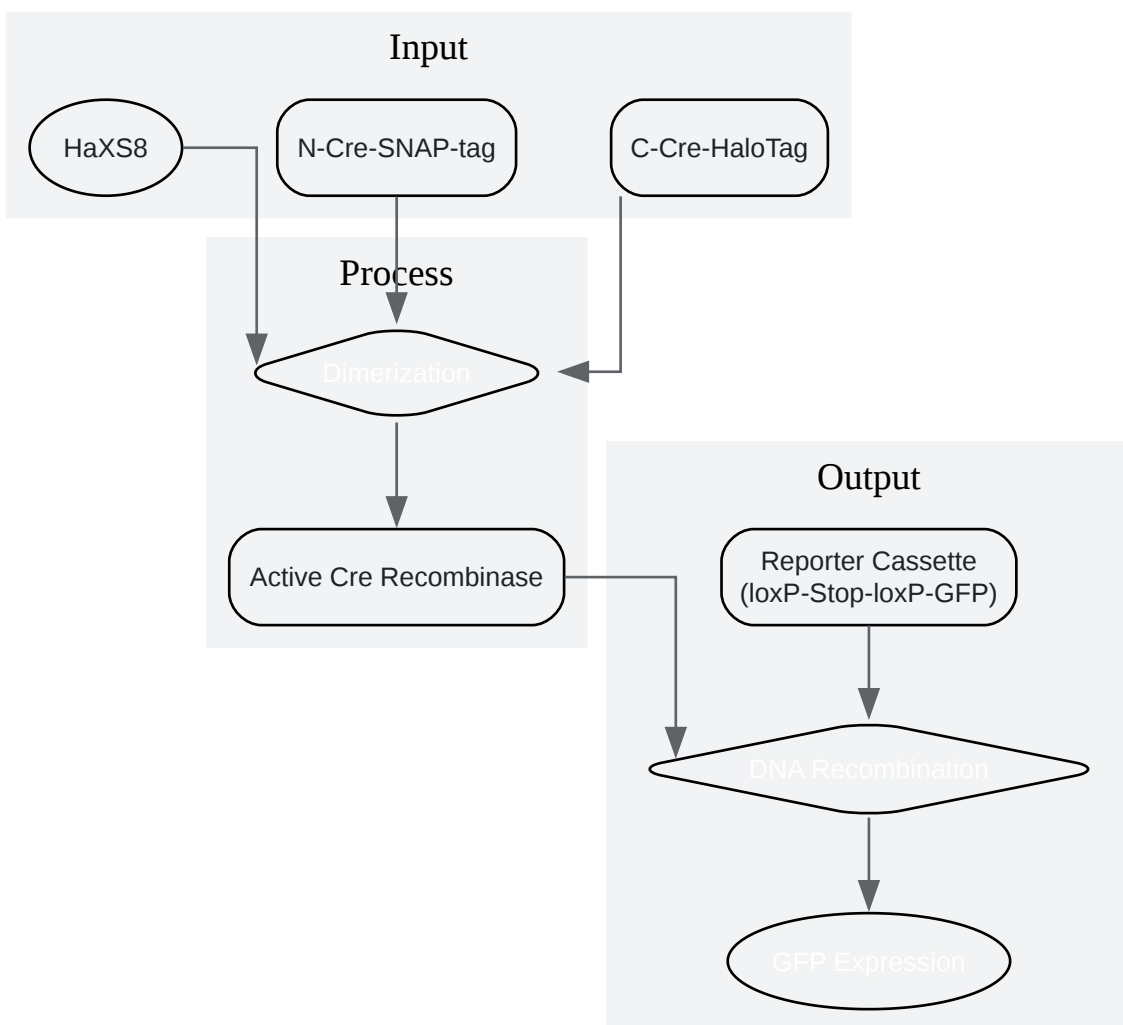 Input
HaXS8
N-Cre-SNAP-tag
C-Cre-HaloTag
Process
Dimerization
Active Cre Recombinase
Output
Reporter Cassette
(loxP-Stop-loxP-GFP)
DNA Recombination
GFP Expression